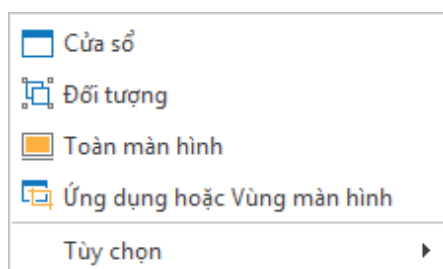 Cửa sổ
Đối tượng
Toàn màn hình
Ứng dụng hoặc Vùng màn hình
Tùy chọn